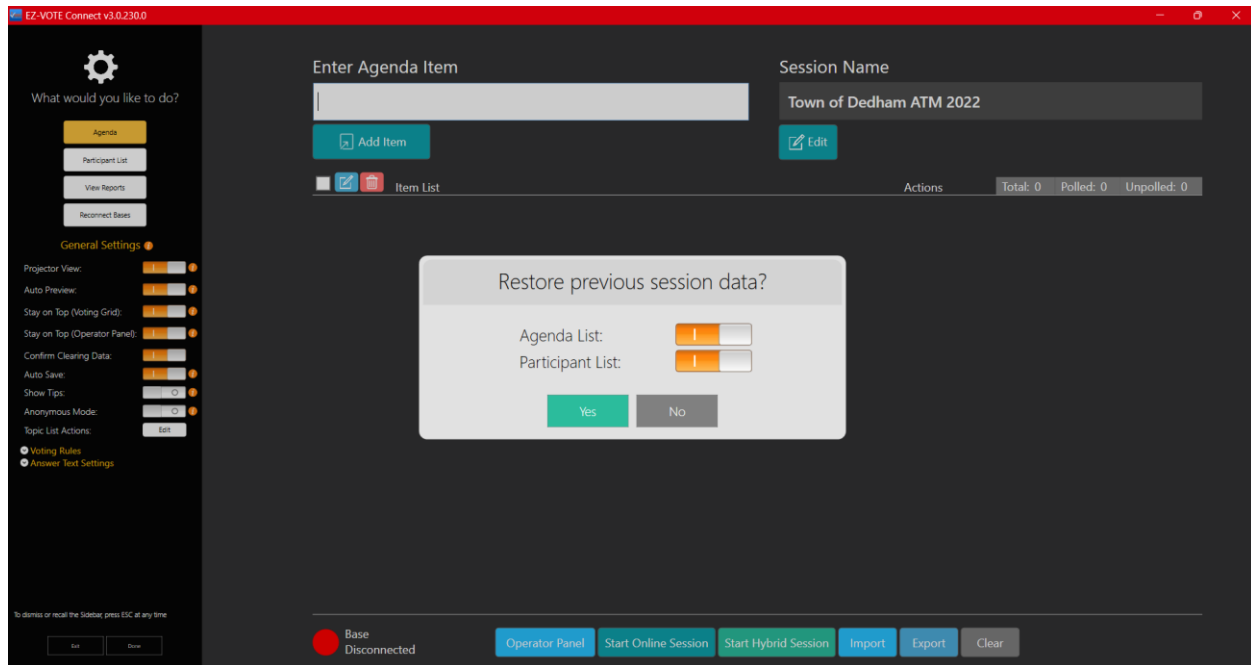 EZ-VOTE Connect v3.0.230.0
What would you like to do?
Agenda
Participant List
View Reports
Reconnect Bases
General Settings
Projector View:
Auto Preview:
Stay on Top (Voting Grid):
Stay on Top (Operator Panel):
Confirm Clearing Data:
Auto Save:
Show Tips:
Anonymous Mode:
Topic List Actions: Edit
Voting Rules
Answer Text Settings
To dismiss or recall the Sidebar, press ESC at any time
Exit Done
Enter Agenda Item
Add Item
Session Name
Town of Dedham ATM 2022
Edit
Item List Actions Total: 0 Polled: 0 Unpolled: 0
Restore previous session data?
Agenda List:
Participant List:
Yes No
Base
Disconnected
Operator Panel Start Online Session Start Hybrid Session Import Export Clear